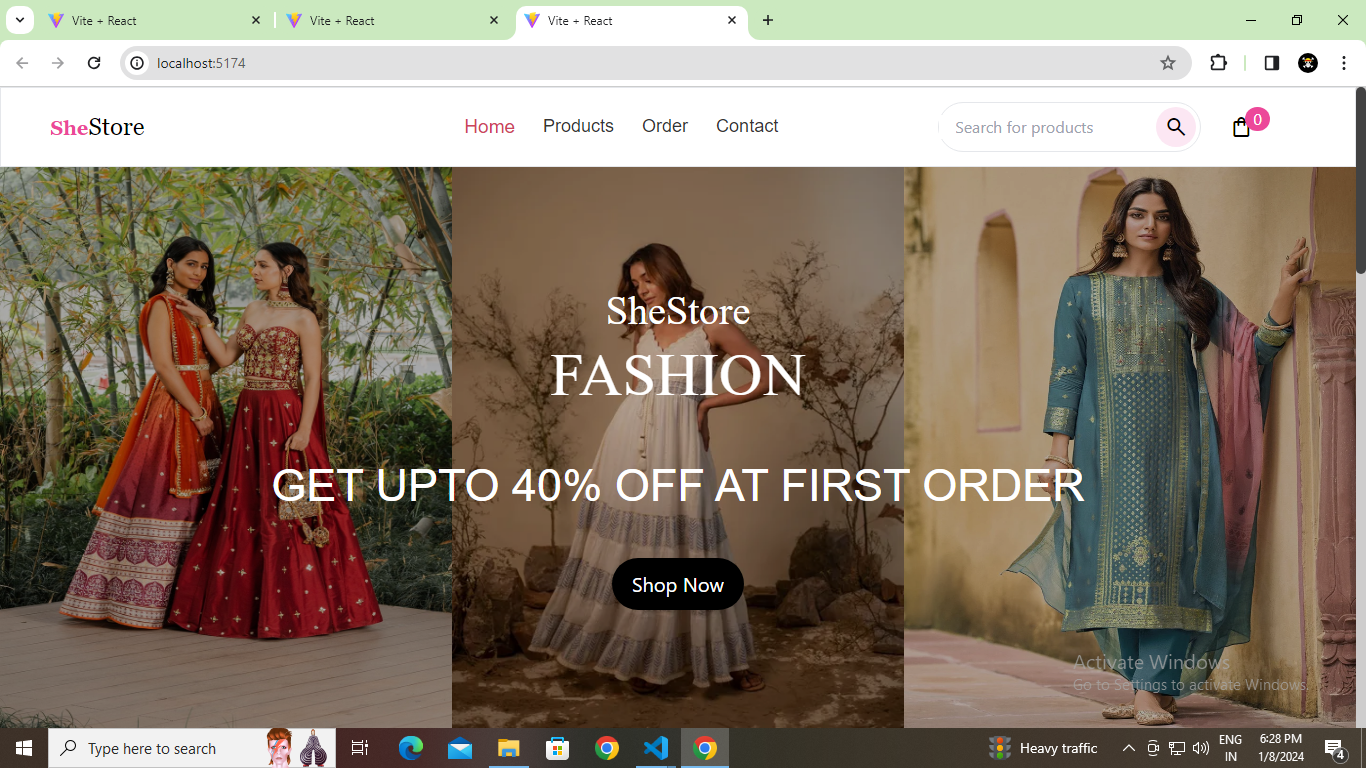 Vite + React
Vite + React
Vite + React
localhost:5174
SheStore
Home Products Order Contact
Search for products
0
SheStore
FASHION
GET UPTO 40% OFF AT FIRST ORDER
Shop Now
Activate Windows
Go to Settings to activate Windows.
Type here to search
Heavy traffic
ENG
IN
6:28 PM
1/8/2024
4